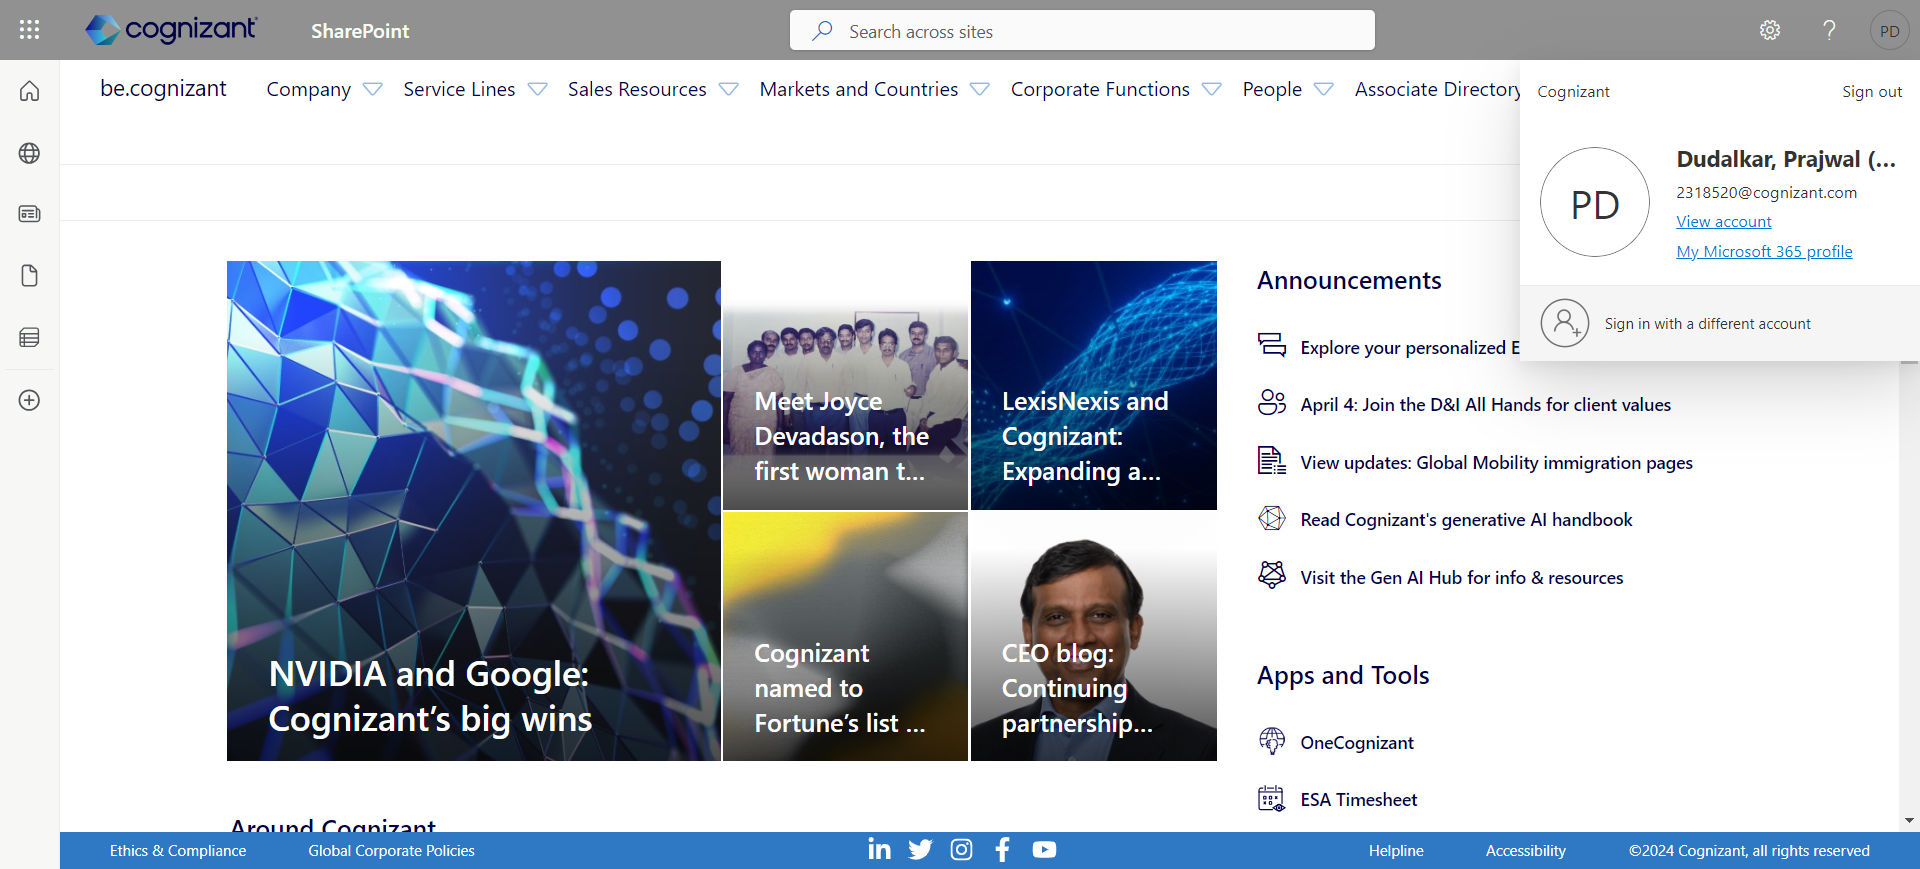 cognizant
SharePoint
Search across sites
PD
be.cognizant
Company
Service Lines
Sales Resources
Markets and Countries
Corporate Functions
People
Associate Directory
Cognizant
Sign out
PD
Dudalkar, Prajwal (...
2318520@cognizant.com
View account
My Microsoft 365 profile
Sign in with a different account
NVIDIA and Google:
Cognizant’s big wins
Meet Joyce
Devadason, the
first woman t...
LexisNexis and
Cognizant:
Expanding a...
Cognizant
named to
Fortune’s list ...
CEO blog:
Continuing
partnership...
Announcements
Explore your personalized E
April 4: Join the D&I All Hands for client values
View updates: Global Mobility immigration pages
Read Cognizant's generative AI handbook
Visit the Gen AI Hub for info & resources
Apps and Tools
OneCognizant
ESA Timesheet
Around Cognizant
Ethics & Compliance
Global Corporate Policies
Helpline
Accessibility
©2024 Cognizant, all rights reserved